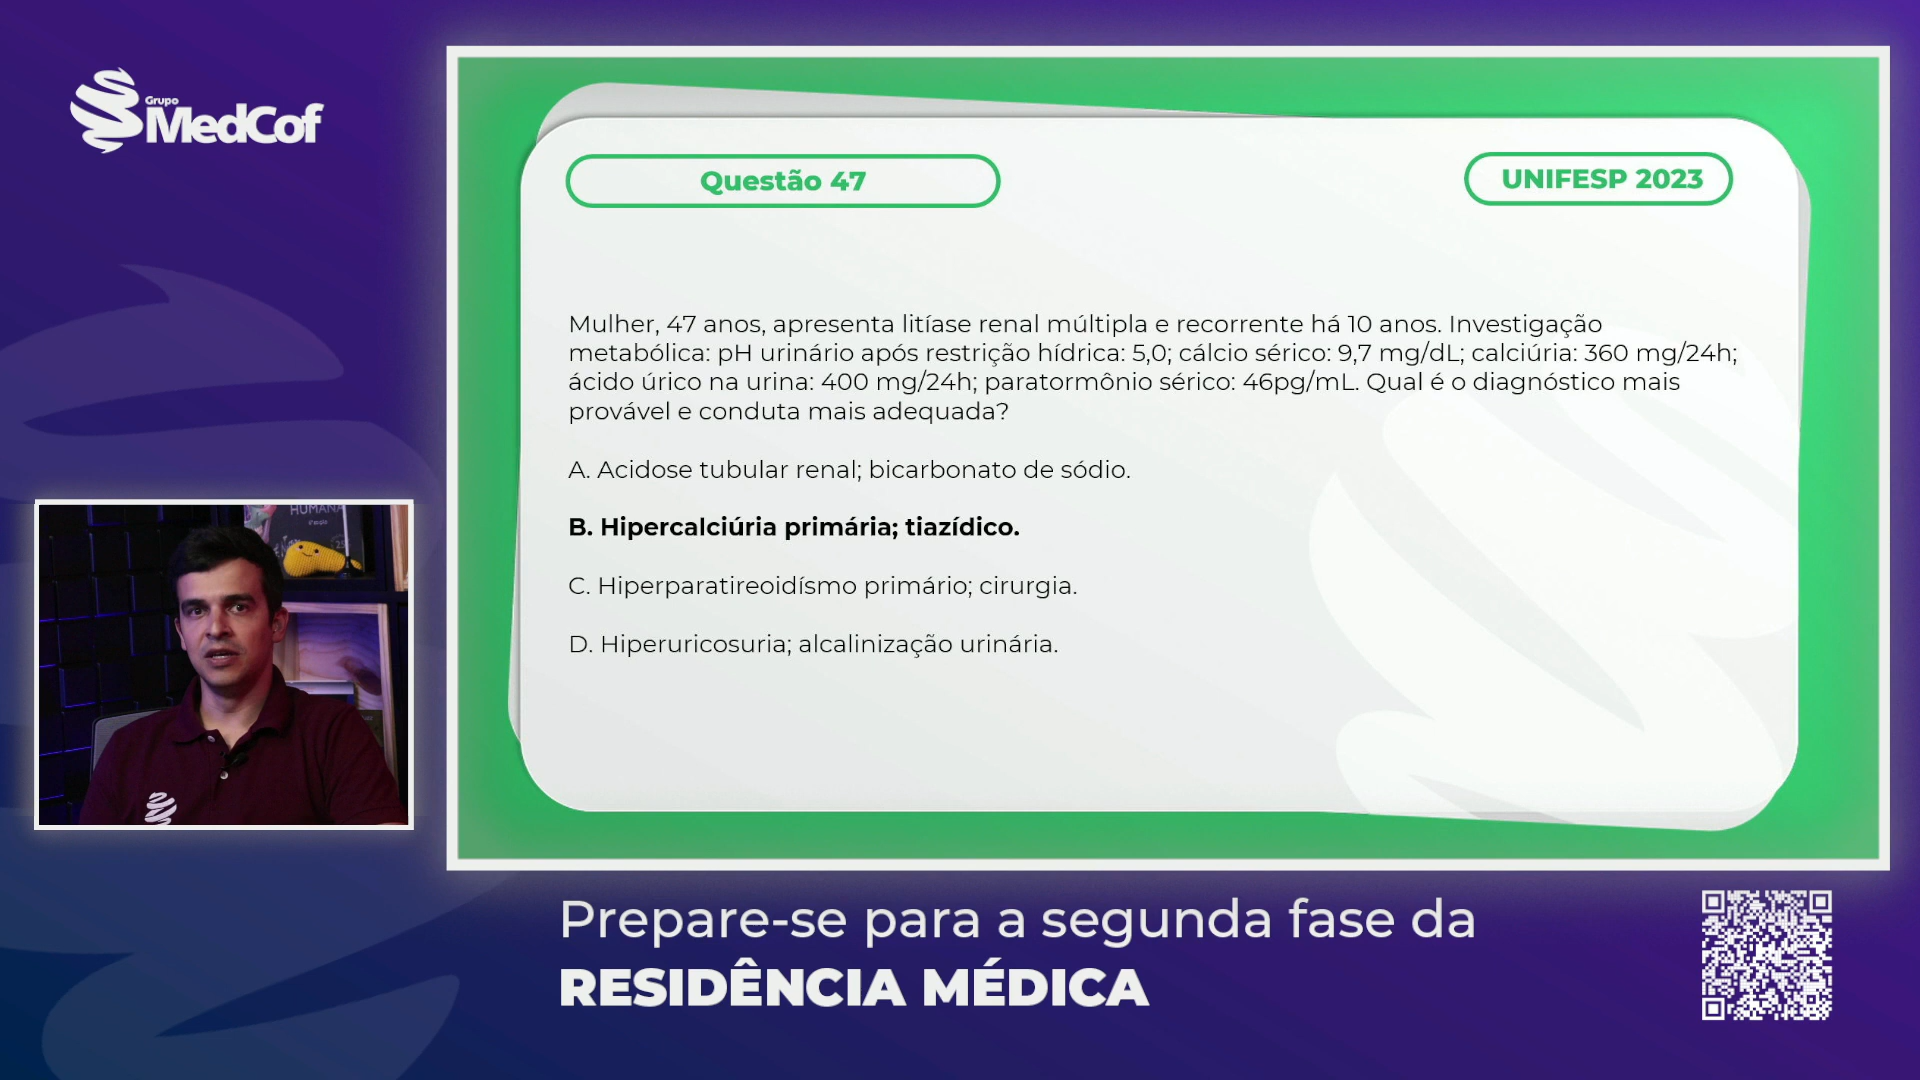 Grupo
MedCof
Questão 47
UNIFESP 2023
Mulher, 47 anos, apresenta litíase renal múltipla e recorrente há 10 anos. Investigação
metabólica: pH urinário após restrição hídrica: 5,0; cálcio sérico: 9,7 mg/dL; calciúria: 360 mg/24h;
ácido úrico na urina: 400 mg/24h; paratormônio sérico: 46pg/mL. Qual é o diagnóstico mais
provável e conduta mais adequada?
A. Acidose tubular renal; bicarbonato de sódio.
B. Hipercalciúria primária; tiazídico.
C. Hiperparatireoidísmo primário; cirurgia.
D. Hiperuricosuria; alcalinização urinária.
HUMANA
Prepare-se para a segunda fase da
RESIDÊNCIA MÉDICA